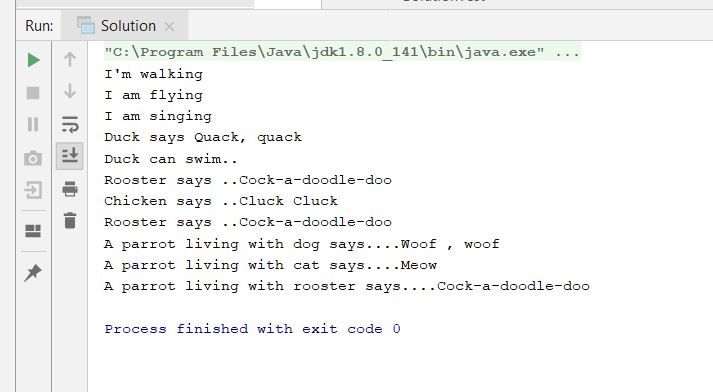 Run:
Solution
"C:\Program Files\Java\jdk1.8.0_141\bin\java.exe" ...
I'm walking
I am flying
I am singing
Duck says Quack, quack
Duck can swim..
Rooster says ..Cock-a-doodle-doo
Chicken says ..Cluck Cluck
Rooster says ..Cock-a-doodle-doo
A parrot living with dog says....Woof , woof
A parrot living with cat says....Meow
A parrot living with rooster says....Cock-a-doodle-doo
Process finished with exit code 0